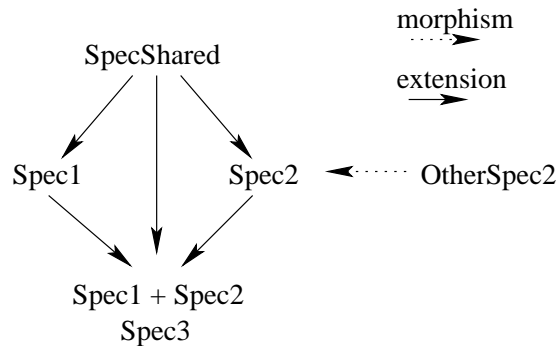 morphism
SpecShared
extension
Spec1
Spec2
OtherSpec2
Spec1 + Spec2
Spec3